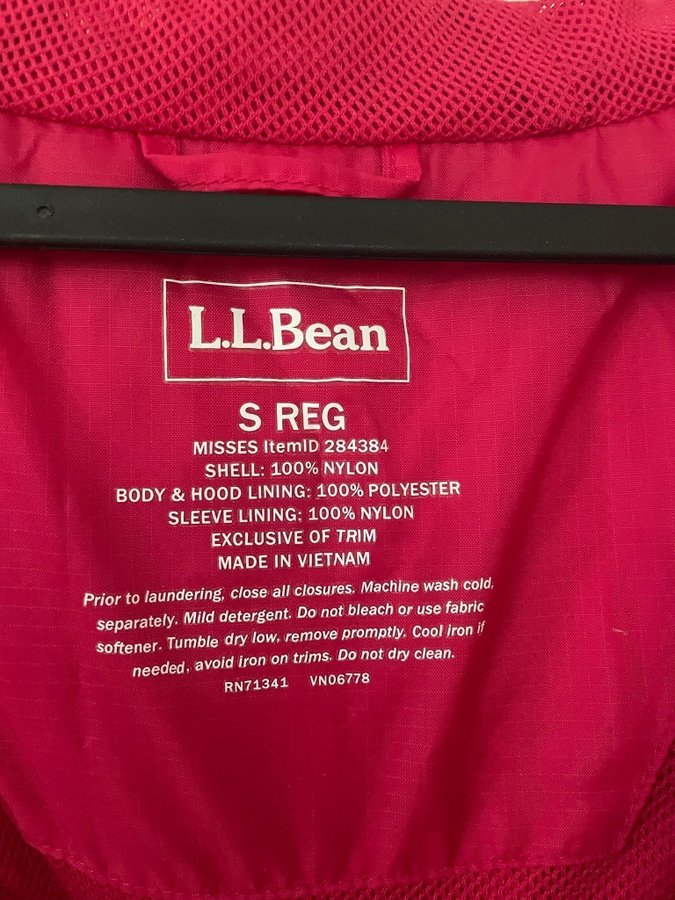 L.L.Bean
S REG
MISSES ItemID 284384
SHELL: 100% NYLON
BODY & HOOD LINING: 100% POLYESTER
SLEEVE LINING: 100% NYLON
EXCLUSIVE OF TRIM
MADE IN VIETNAM
Prior to laundering, close all closures. Machine wash cold,
separately. Mild detergent. Do not bleach or use fabric
softener. Tumble dry low, remove promptly. Cool iron if
needed, avoid iron on trims. Do not dry clean.
RN71341 VN06778